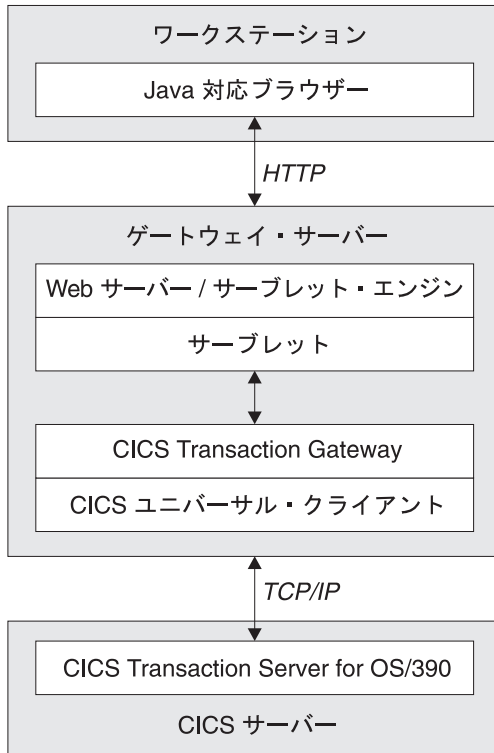 ワークステーション
Java 対応ブラウザー
HTTP
ゲートウェイ・サーバー
Web サーバー / サーブレット・エンジン
サーブレット
CICS Transaction Gateway
CICS ユニバーサル・クライアント
TCP/IP
CICS Transaction Server for OS/390
CICS サーバー